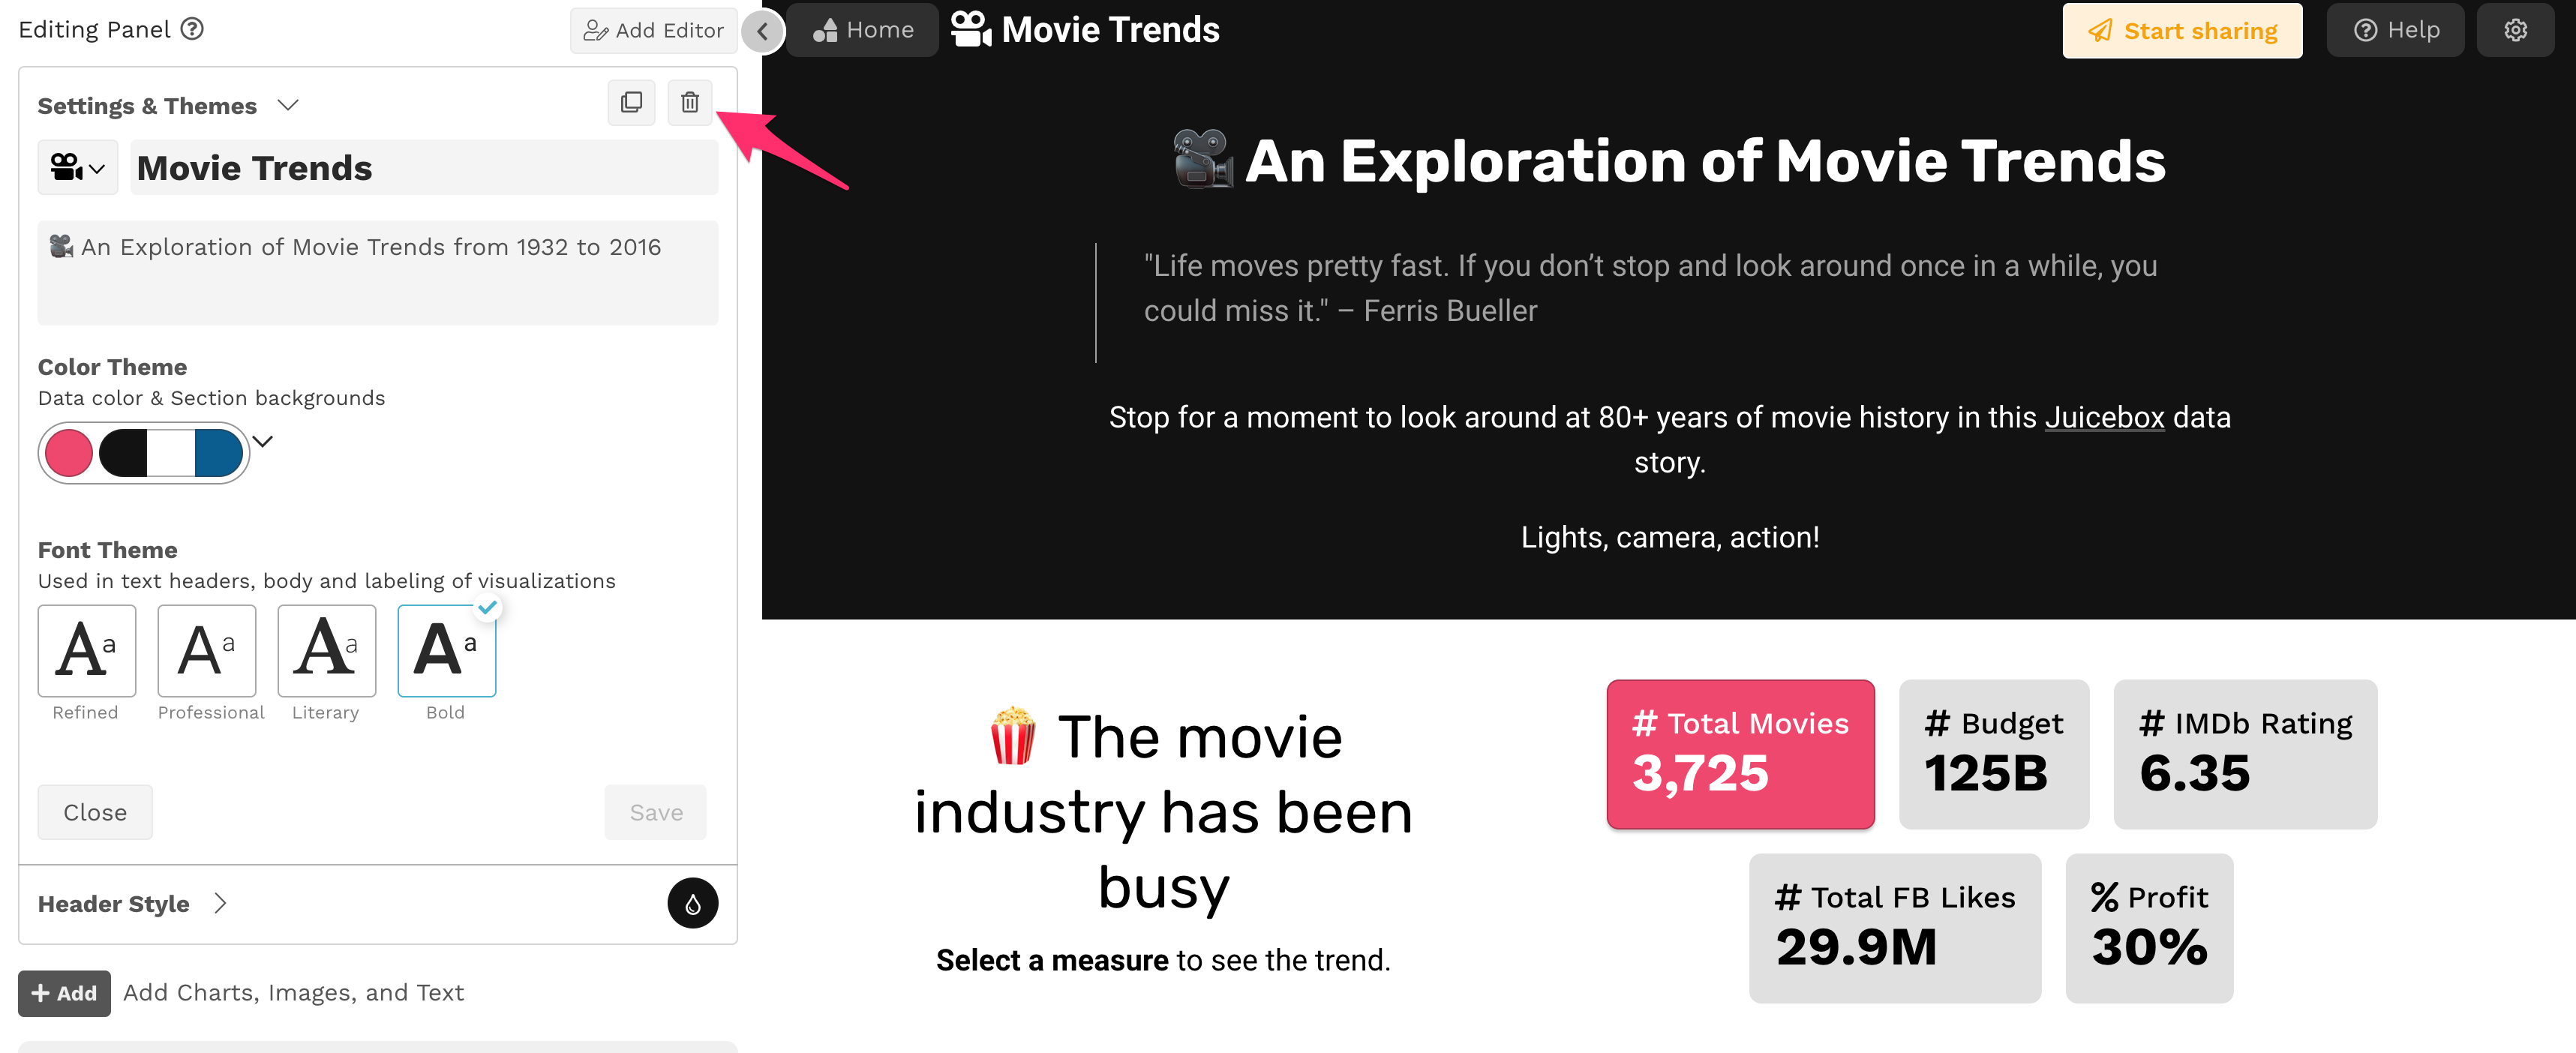 Editing Panel
Add Editor
Settings & Themes
Movie Trends
An Exploration of Movie Trends from 1932 to 2016
Color Theme
Data color & Section backgrounds
Font Theme
Used in text headers, body and labeling of visualizations
Aa Aa Aa Aa
Refined Professional Literary Bold
Close Save
Header Style
+ Add Add Charts, Images, and Text
Home Movie Trends
Start sharing
Help
An Exploration of Movie Trends
"Life moves pretty fast. If you don’t stop and look around once in a while, you
could miss it." – Ferris Bueller
Stop for a moment to look around at 80+ years of movie history in this Juicebox data
story.
Lights, camera, action!
The movie
industry has been
busy
Select a measure to see the trend.
# Total Movies
3,725
# Budget
125B
# IMDb Rating
6.35
# Total FB Likes
29.9M
% Profit
30%